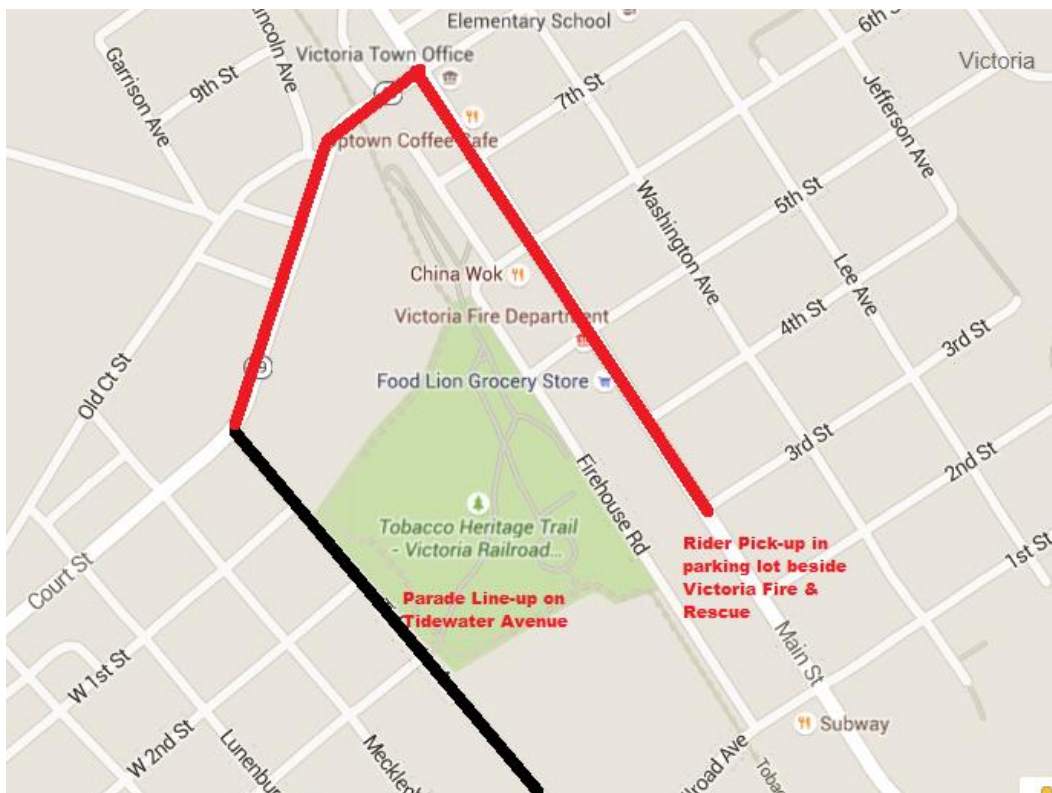 Elementary School
6th St
Victoria Town Office
Victoria
Garrison Ave
9th St
7th St
Jefferson Ave
ptown Coffee Cafe
5th St
Washington Ave
China Wok
Lee Ave
4th St
Victoria Fire Department
3rd St
Old Ct St
Food Lion Grocery Store
3rd St
2nd St
Firehouse Rd
Tobacco Heritage Trail
- Victoria Railroad...
1st St
Court St
Rider Pick-up in
parking lot beside
Victoria Fire &
Rescue
Parade Line-up on
Tidewater Avenue
Main St
W 1st St
Subway
W 2nd St